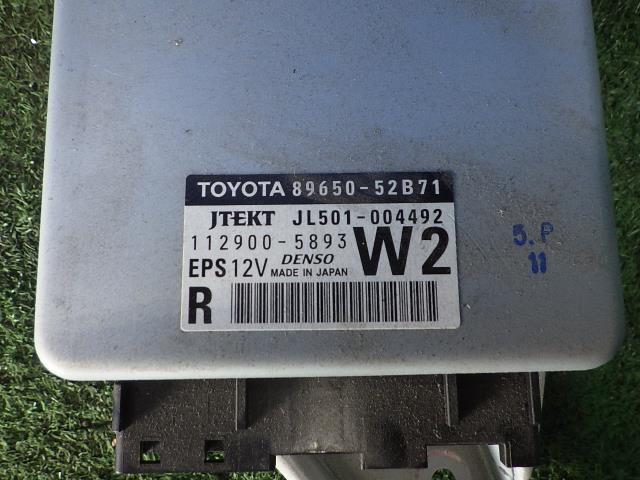 TOYOTA 89650-52B71
JTEKT JL501-004492
112900-5893 W2
EPS 12V DENSO
MADE IN JAPAN
R
5.P
11